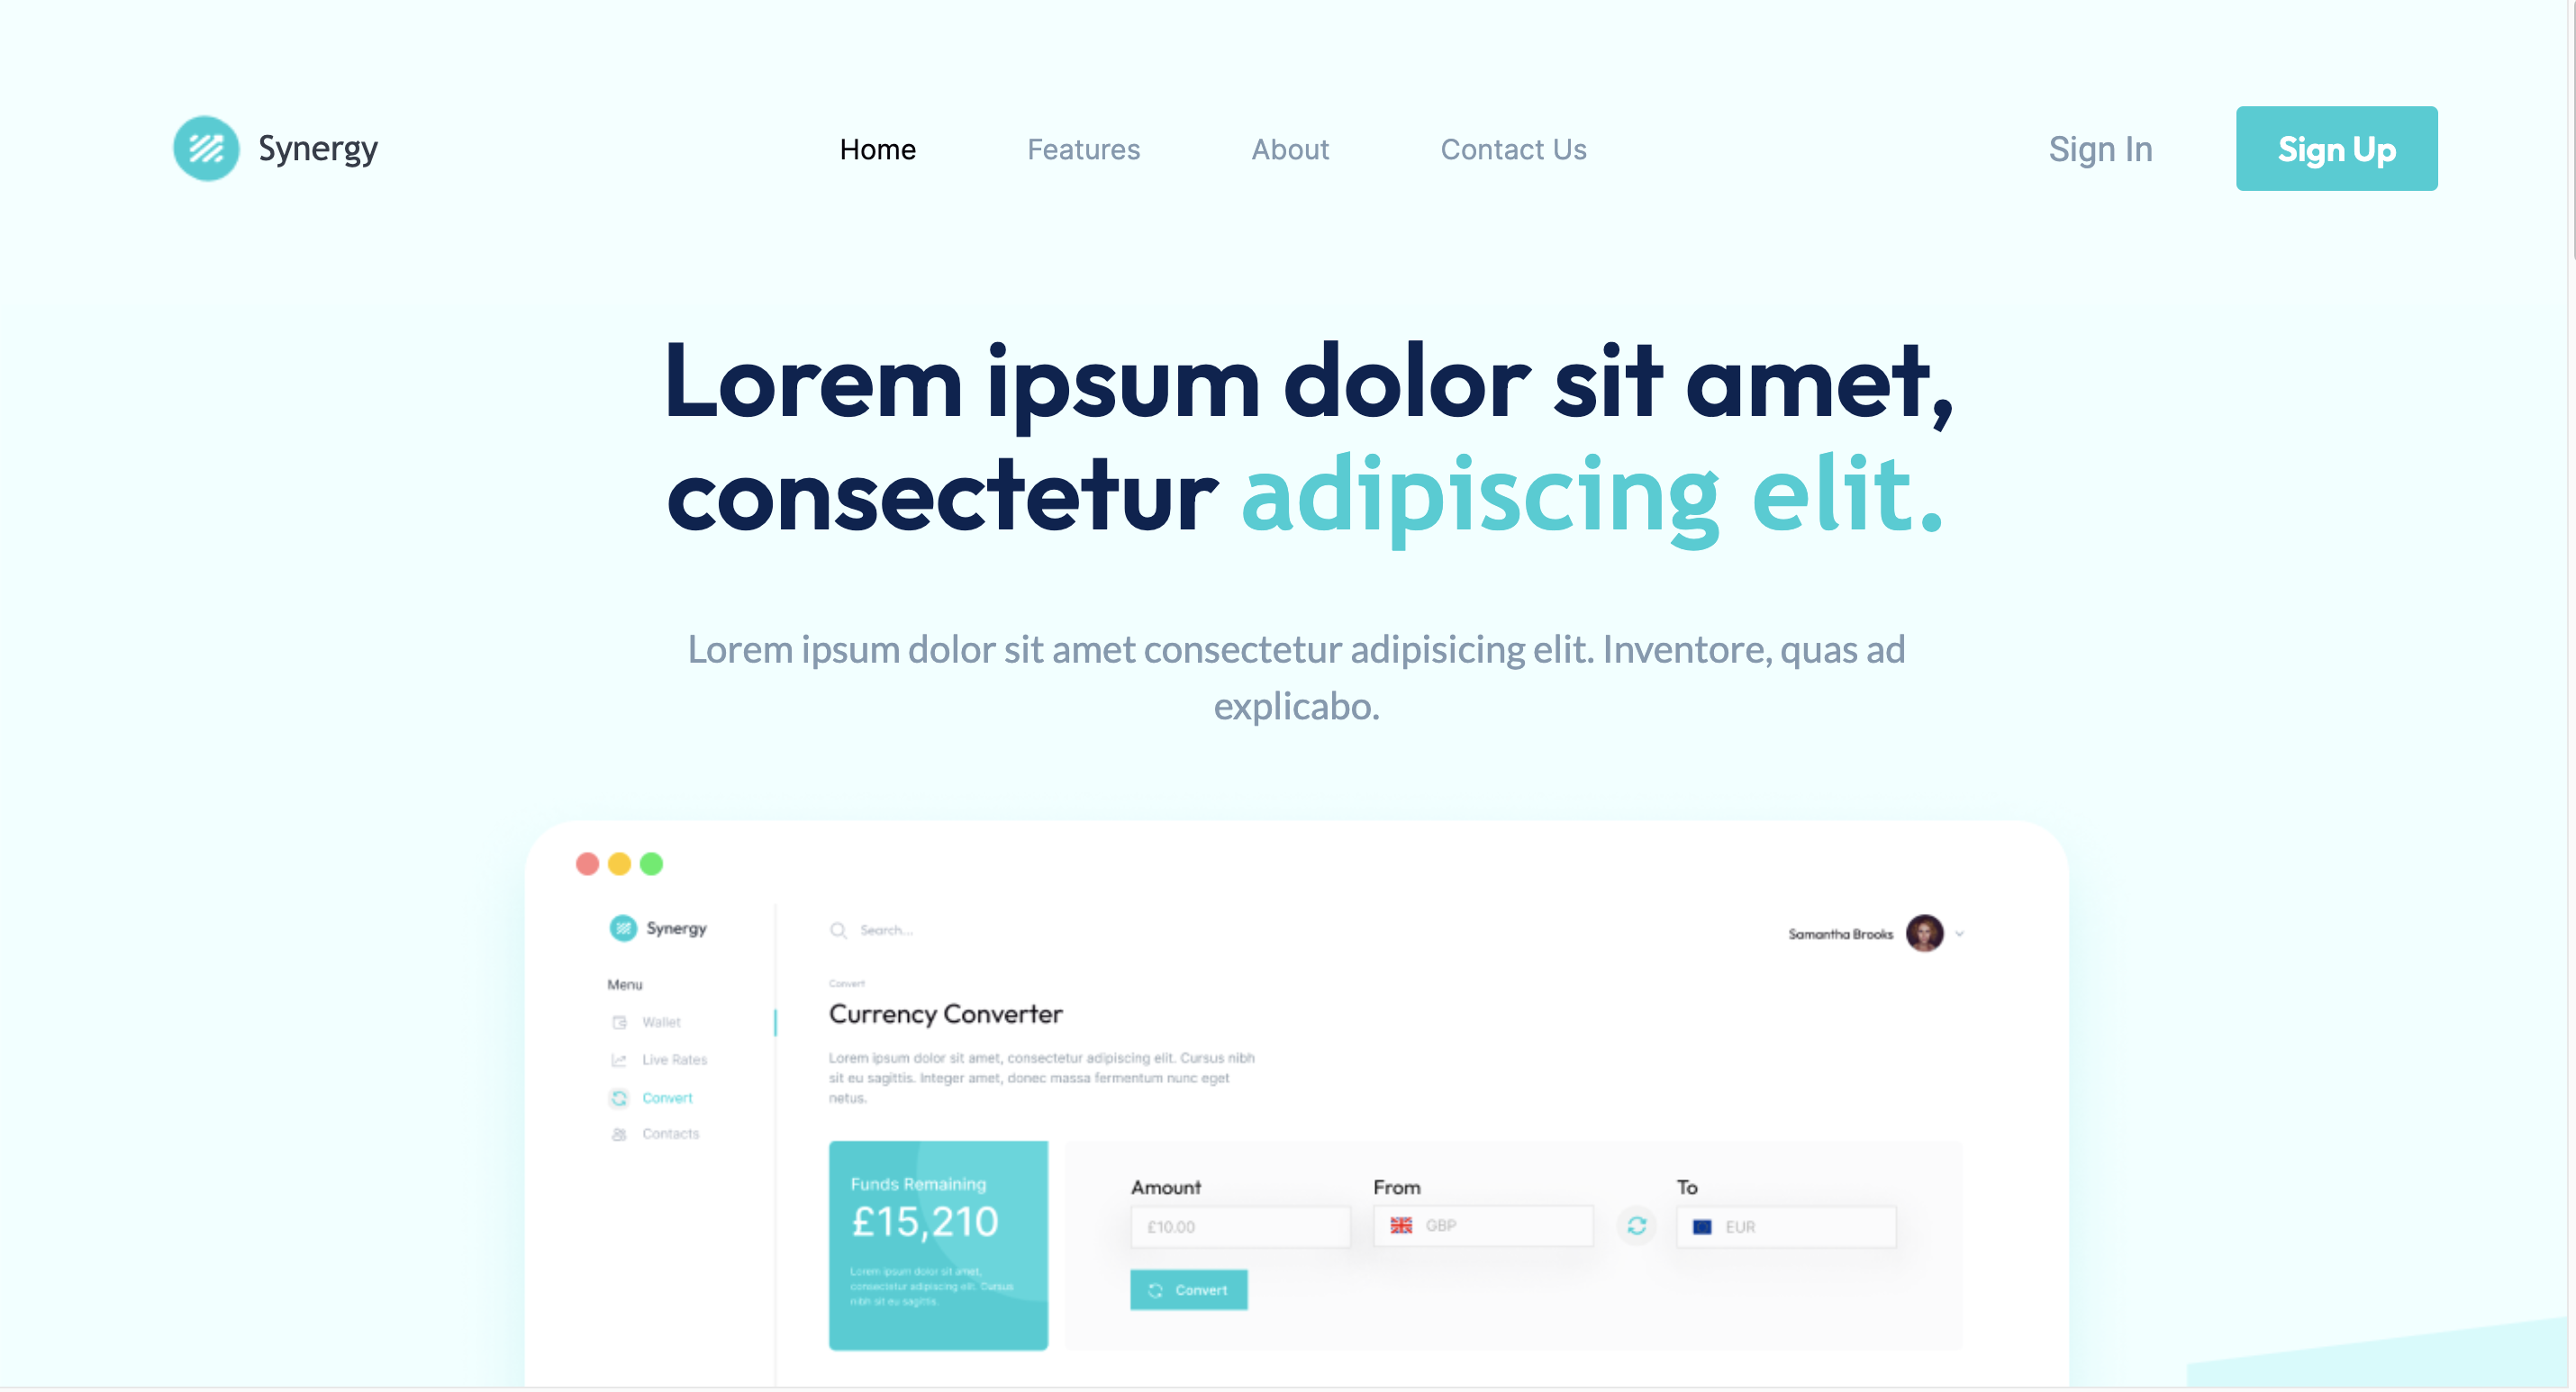 Synergy
Home
Features
About
Contact Us
Sign In
Sign Up
Lorem ipsum dolor sit amet,
consectetur adipiscing elit.
Lorem ipsum dolor sit amet consectetur adipisicing elit. Inventore, quas ad
explicabo.
Synergy
Menu
Wallet
Live Rates
Convert
Contacts
Search...
Samantha Brooks
Convert
Currency Converter
Lorem ipsum dolor sit amet, consectetur adipiscing elit. Cursus nibh
sit eu sagittis. Integer amet, donec massa fermentum nunc eget
netus.
Funds Remaining
£15,210
Lorem ipsum dolor sit amet,
consectetur adipiscing elit. Cursus
nibh sit eu sagittis.
Amount
£10.00
From
GBP
To
EUR
Convert